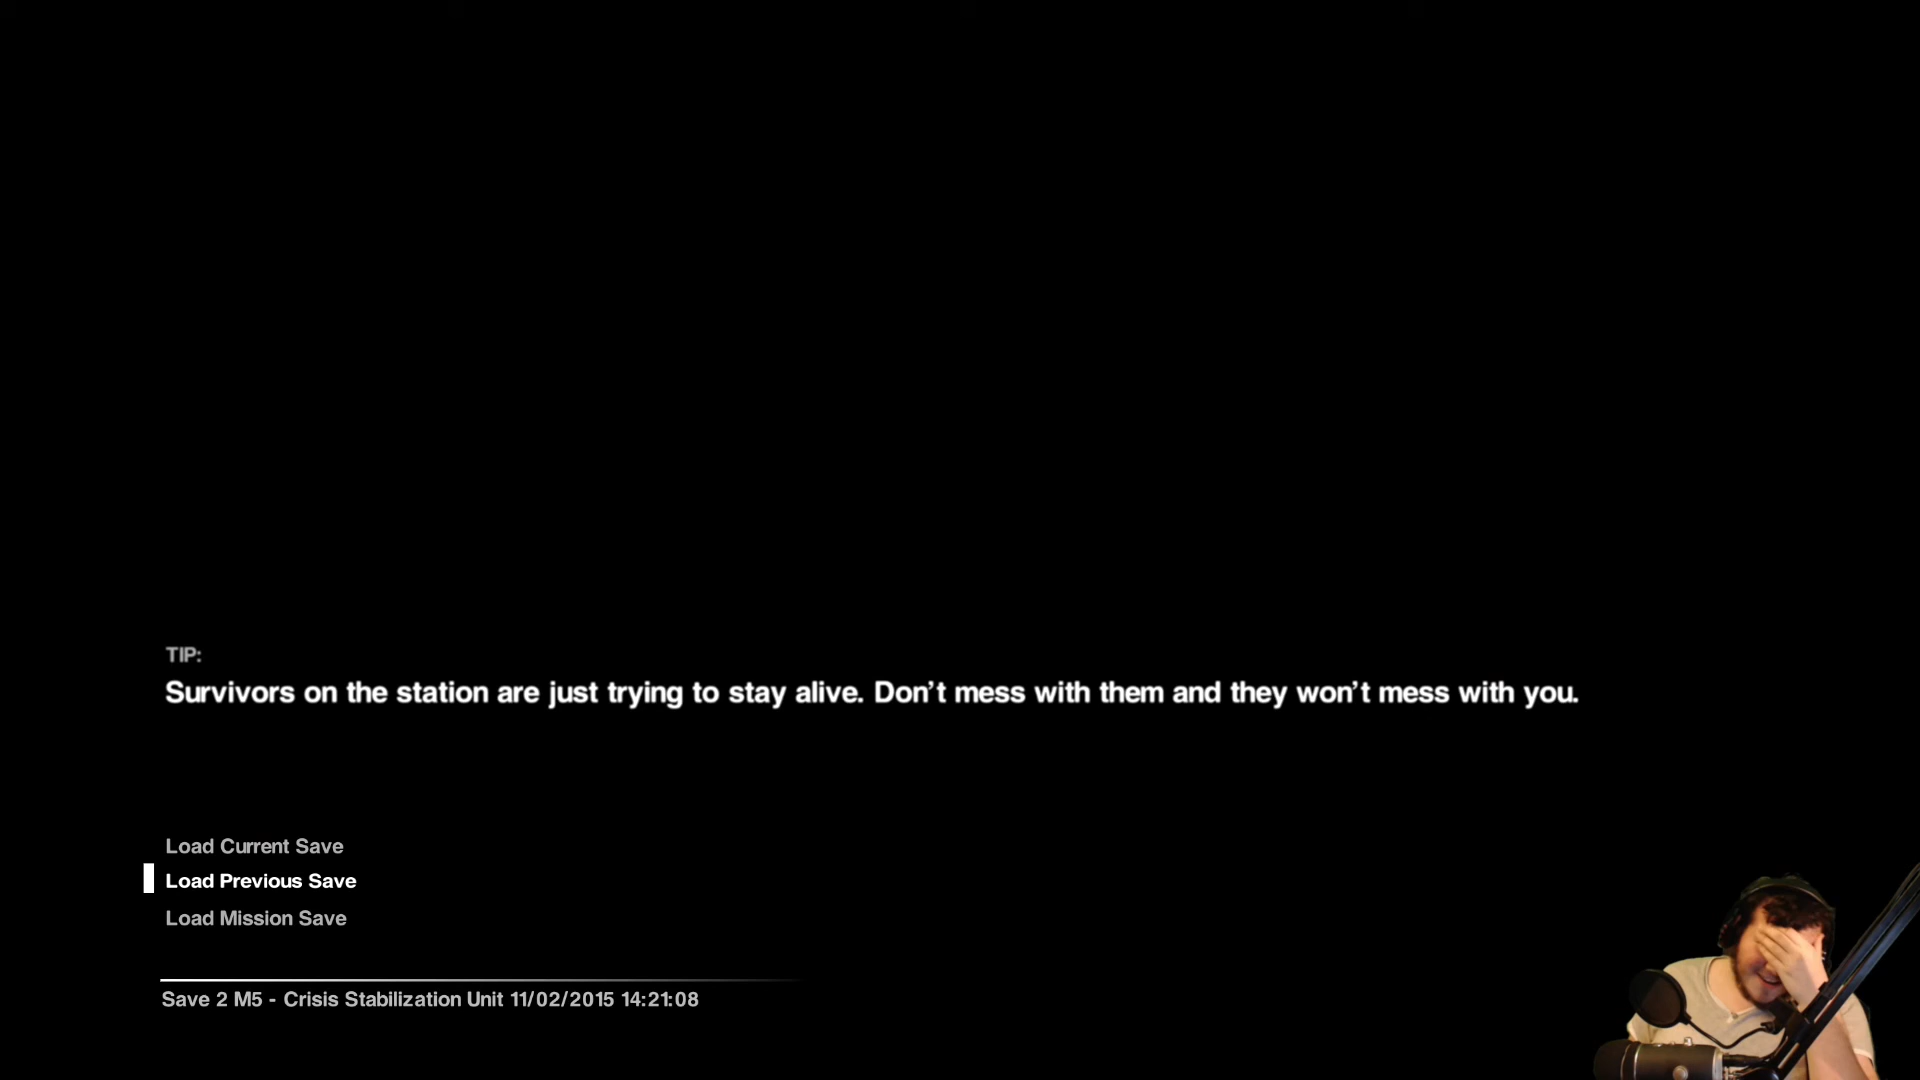 TIP:
Survivors on the station are just trying to stay alive. Don’t mess with them and they won’t mess with you.
Load Current Save
Load Previous Save
Load Mission Save
Save 2 M5 - Crisis Stabilization Unit 11/02/2015 14:21:08